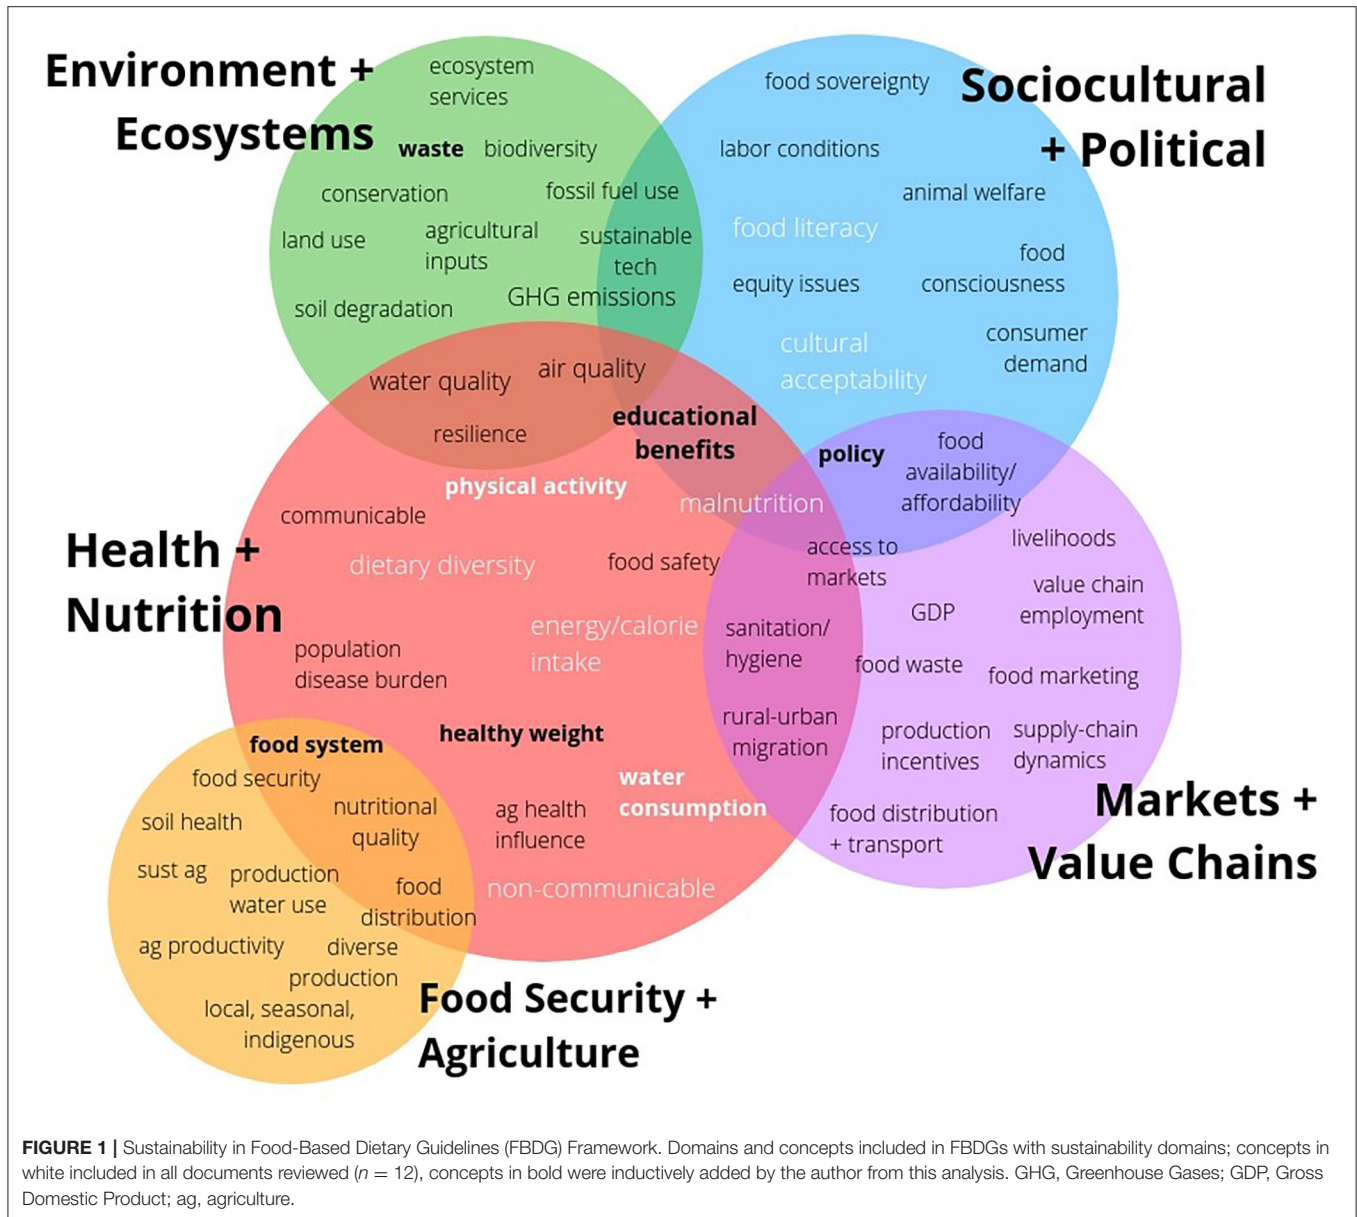 Environment +
Ecosystems
ecosystem
services
waste
biodiversity
conservation
fossil fuel use
land use
agricultural
inputs
sustainable
tech
soil degradation
GHG emissions
Sociocultural
+ Political
food sovereignty
labor conditions
animal welfare
food literacy
food
consciousness
equity issues
cultural
acceptability
consumer
demand
water quality
air quality
resilience
educational
benefits
policy
food
availability/
affordability
malnutrition
Health +
Nutrition
physical activity
communicable
dietary diversity
food safety
energy/calorie
intake
population
disease burden
healthy weight
water
consumption
ag health
influence
non-communicable
access to
markets
sanitation/
hygiene
rural-urban
migration
livelihoods
value chain
employment
GDP
food waste
food marketing
production
incentives
supply-chain
dynamics
food distribution
+ transport
Markets +
Value Chains
food system
food security
nutritional
quality
soil health
sust ag
production
water use
food
distribution
ag productivity
diverse
production
local, seasonal,
indigenous
Food Security +
Agriculture
FIGURE 1 | Sustainability in Food-Based Dietary Guidelines (FBDG) Framework. Domains and concepts included in FBDGs with sustainability domains; concepts in
white included in all documents reviewed (n = 12), concepts in bold were inductively added by the author from this analysis. GHG, Greenhouse Gases; GDP, Gross
Domestic Product; ag, agriculture.